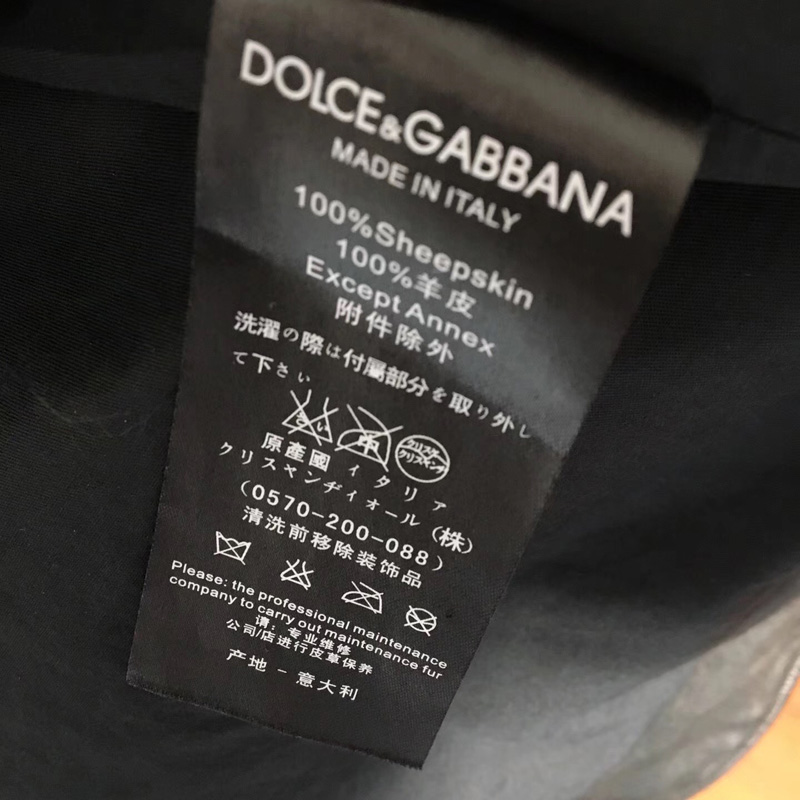 DOLCE&GABBANA
MADE IN ITALY
100%Sheepskin
100%羊皮
Except Annex
附件除外
洗濯の際は付屬部分を取り外し
て下さい
原產國 イタリア
クリスヤンディオール(株)
(0570-200-088)
清洗前移除装饰品
Please: the professional maintenance
company to carry out maintenance fur
请:专业维修
公司/店进行皮草保养
产地 - 意大利